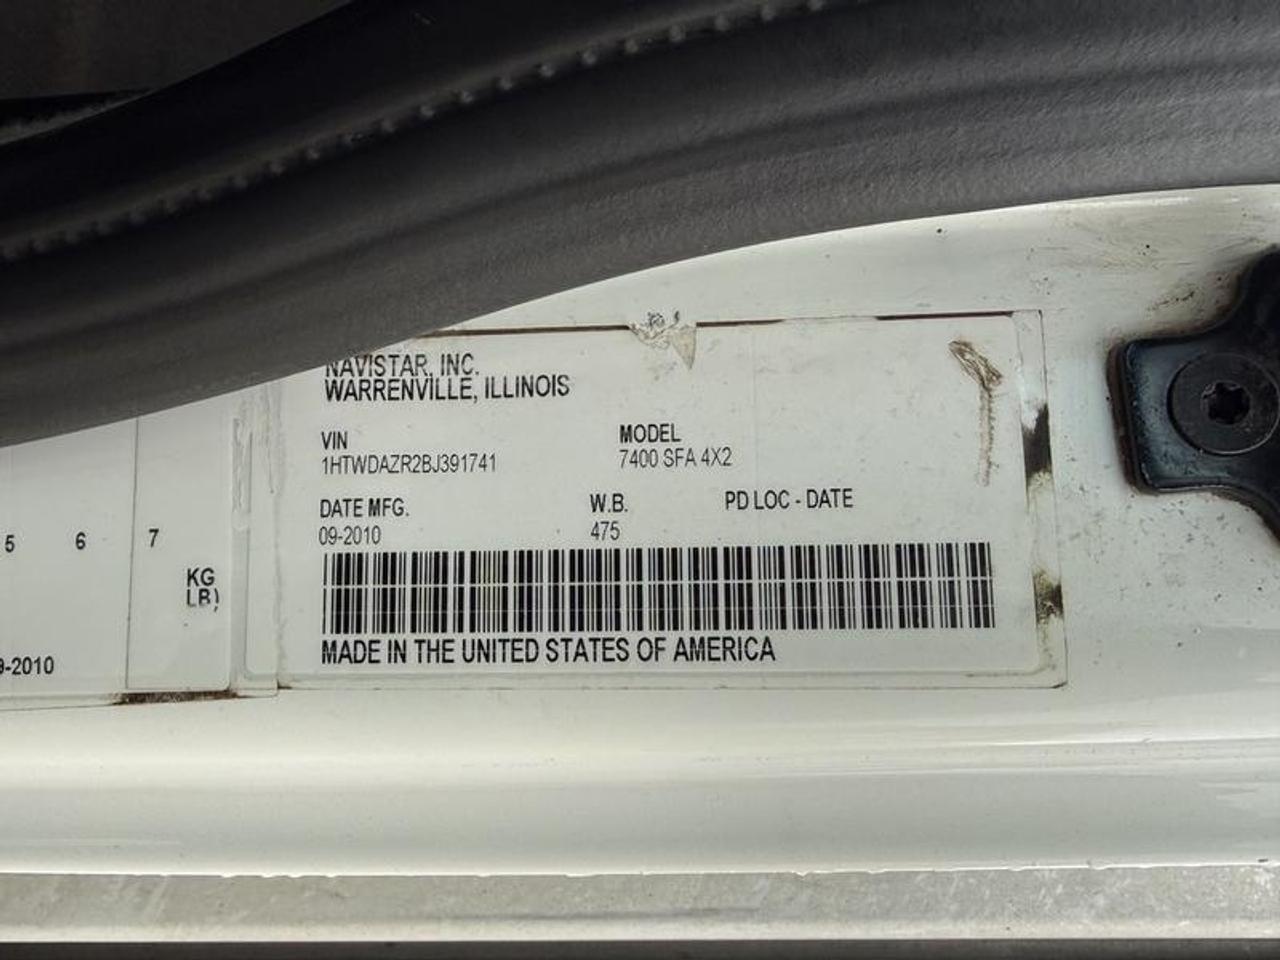 NAVISTAR, INC.
WARRENVILLE, ILLINOIS
VIN MODEL
1HTWDAZR2BJ391741 7400 SFA 4X2
DATE MFG. W.B. PD LOC - DATE
09-2010 475
MADE IN THE UNITED STATES OF AMERICA
5 6 7
KG
LB)
9-2010